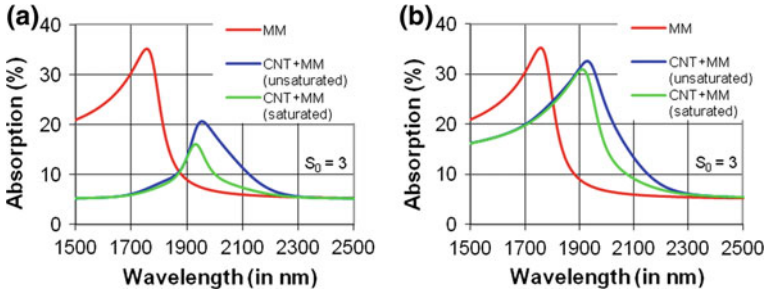 (a)
40
30
20
10
0
Absorption (%)
MM
CNT+MM
(unsaturated)
CNT+MM
(saturated)
S₀ = 3
1500 1700 1900 2100 2300 2500
Wavelength (in nm)
(b)
40
30
20
10
0
Absorption (%)
MM
CNT+MM
(unsaturated)
CNT+MM
(saturated)
S₀ = 3
1500 1700 1900 2100 2300 2500
Wavelength (in nm)